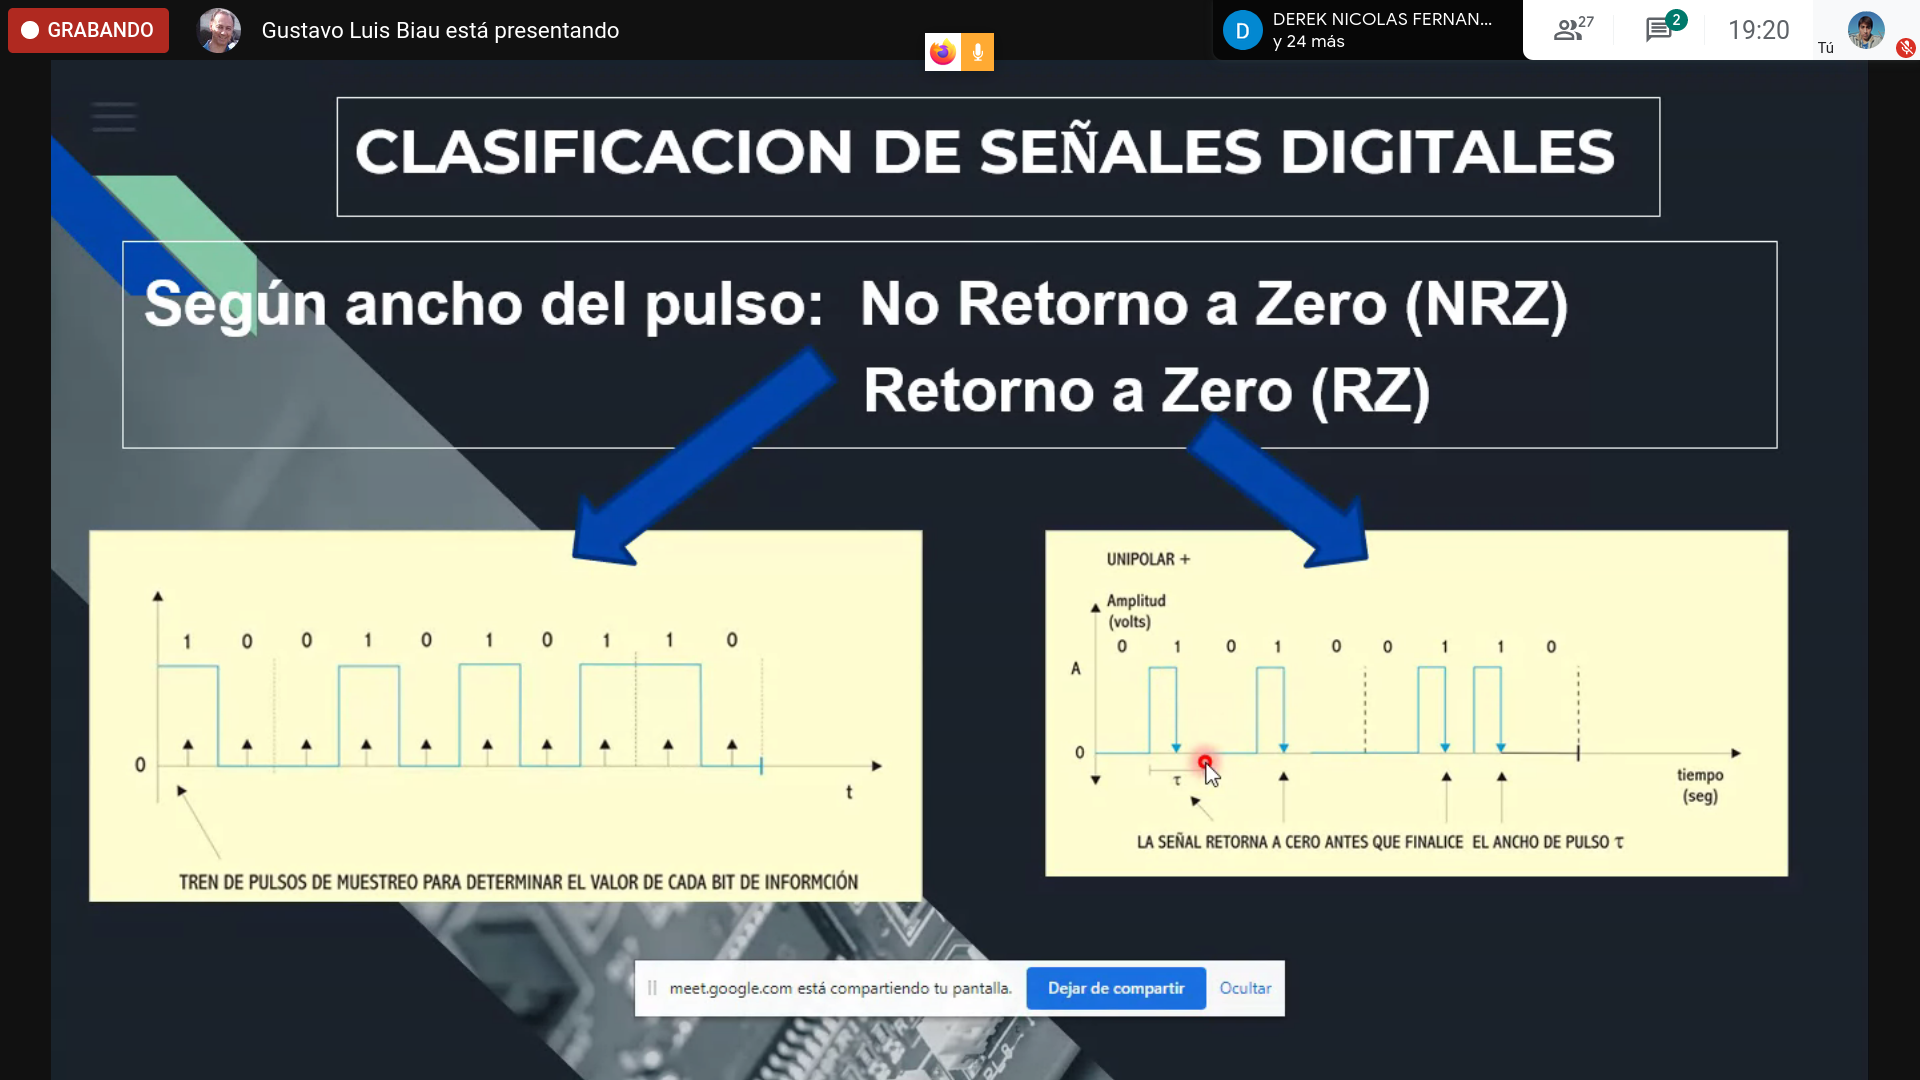 GRABANDO
Gustavo Luis Biau está presentando
D
DEREK NICOLAS FERNAN...
y 24 más
27
2
19:20
Tú
CLASIFICACION DE SEÑALES DIGITALES
Según ancho del pulso: No Retorno a Zero (NRZ)
Retorno a Zero (RZ)
1 0 0 1 0 1 0 1 1 0
0
t
TREN DE PULSOS DE MUESTREO PARA DETERMINAR EL VALOR DE CADA BIT DE INFORMCIÓN
UNIPOLAR +
Amplitud
(volts)
0 1 0 1 0 0 1 1 0
A
0
τ
tiempo
(seg)
LA SEÑAL RETORNA A CERO ANTES QUE FINALICE EL ANCHO DE PULSO τ
meet.google.com está compartiendo tu pantalla.
Dejar de compartir
Ocultar